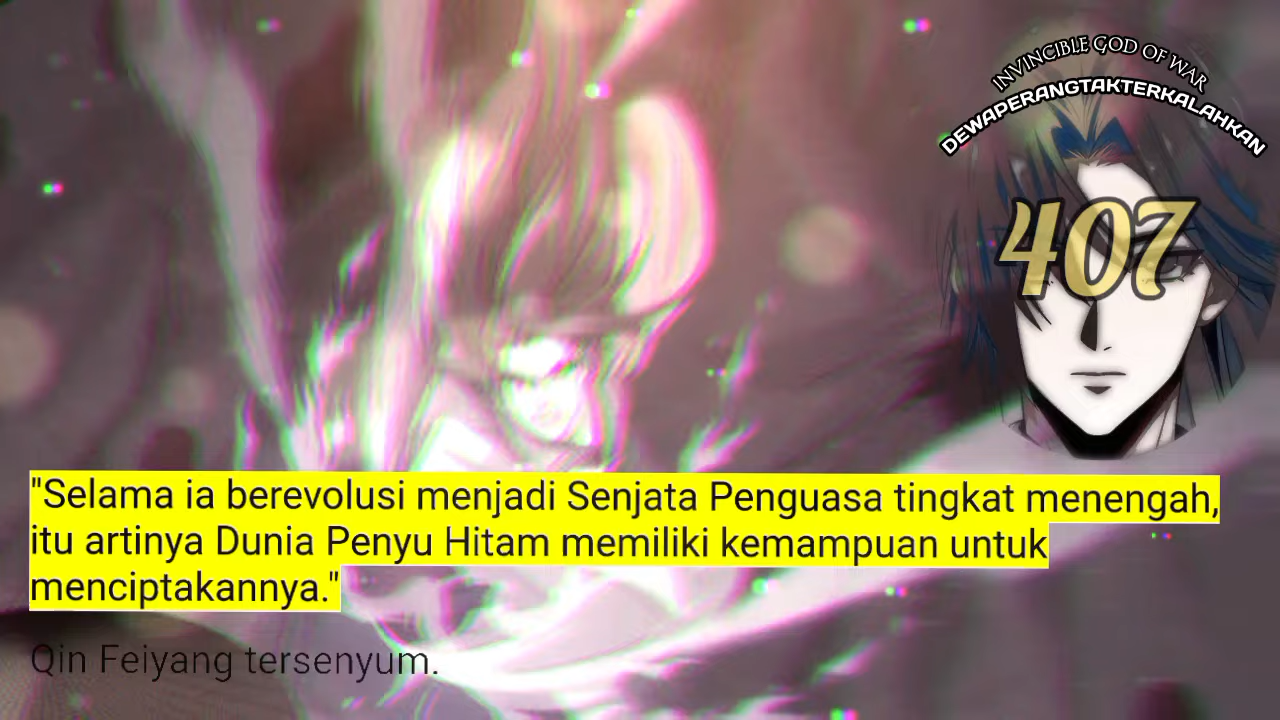 INVINCIBLE GOD OF WAR
DEWAPERANGTAKTERKALAHKAN
407
"Selama ia berevolusi menjadi Senjata Penguasa tingkat menengah,
itu artinya Dunia Penyu Hitam memiliki kemampuan untuk
menciptakannya."
Qin Feiyang tersenyum.